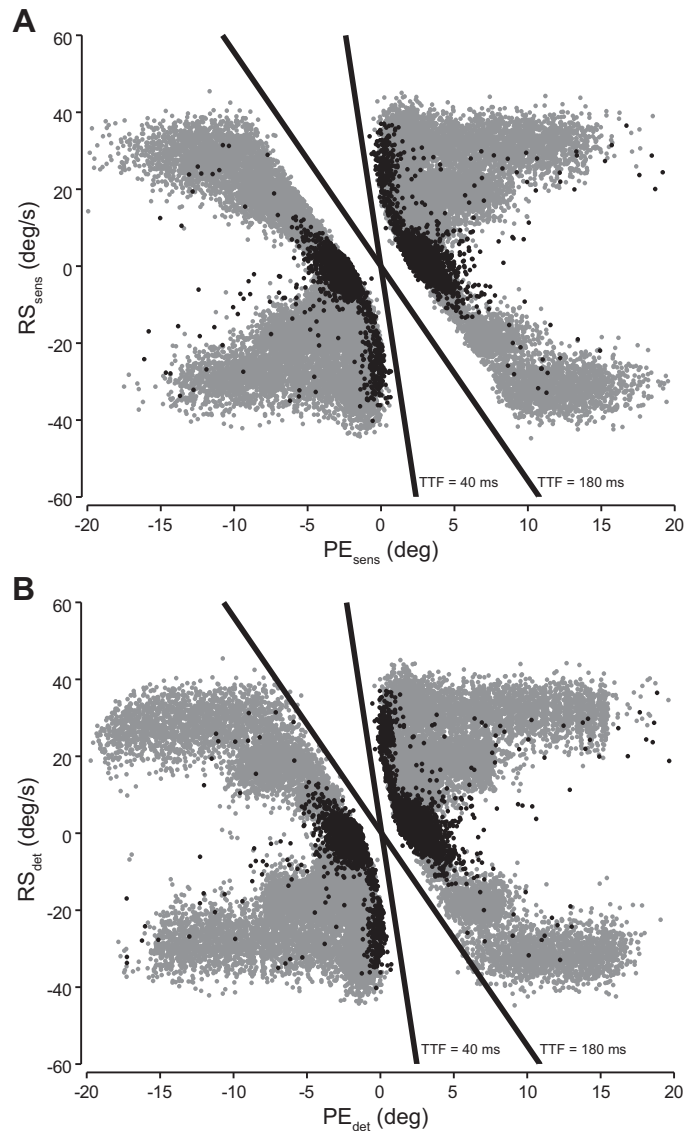 A
60
40
20
0
-20
-40
-60
RSsens (deg/s)
TTF = 40 ms
TTF = 180 ms
-20 -15 -10 -5 0 5 10 15 20
PEsens (deg)
B
60
40
20
0
-20
-40
-60
RSdet (deg/s)
TTF = 40 ms
TTF = 180 ms
-20 -15 -10 -5 0 5 10 15 20
PEdet (deg)